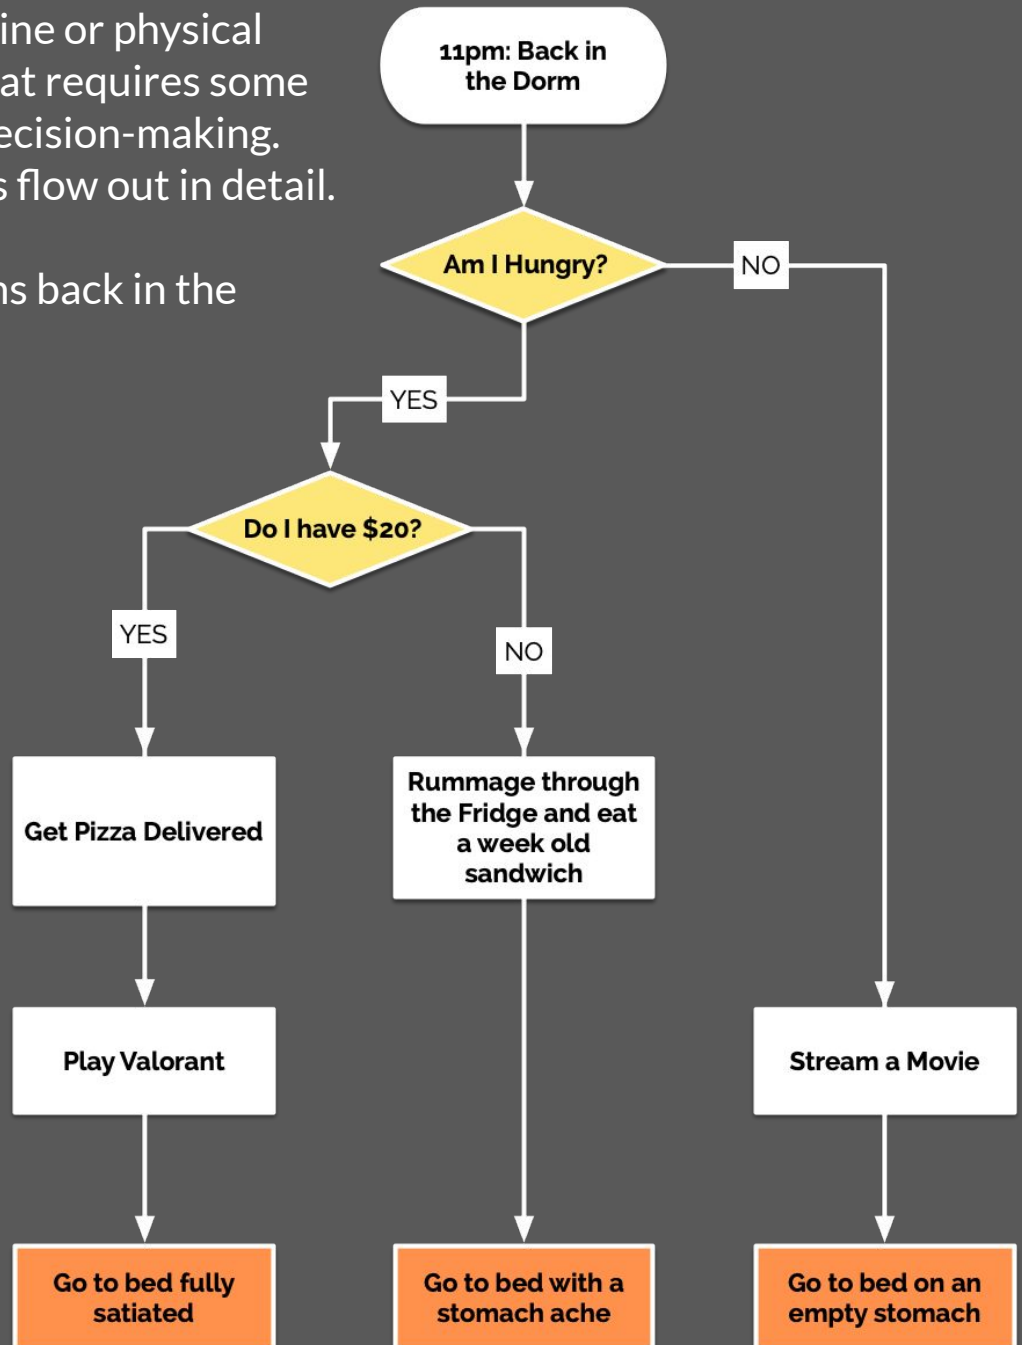 ine or physical
at requires some
ecision-making.
s flow out in detail.
ns back in the
11pm: Back in
the Dorm
Am I Hungry?
NO
YES
Do I have $20?
YES
NO
Get Pizza Delivered
Rummage through
the Fridge and eat
a week old
sandwich
Play Valorant
Stream a Movie
Go to bed fully
satiated
Go to bed with a
stomach ache
Go to bed on an
empty stomach